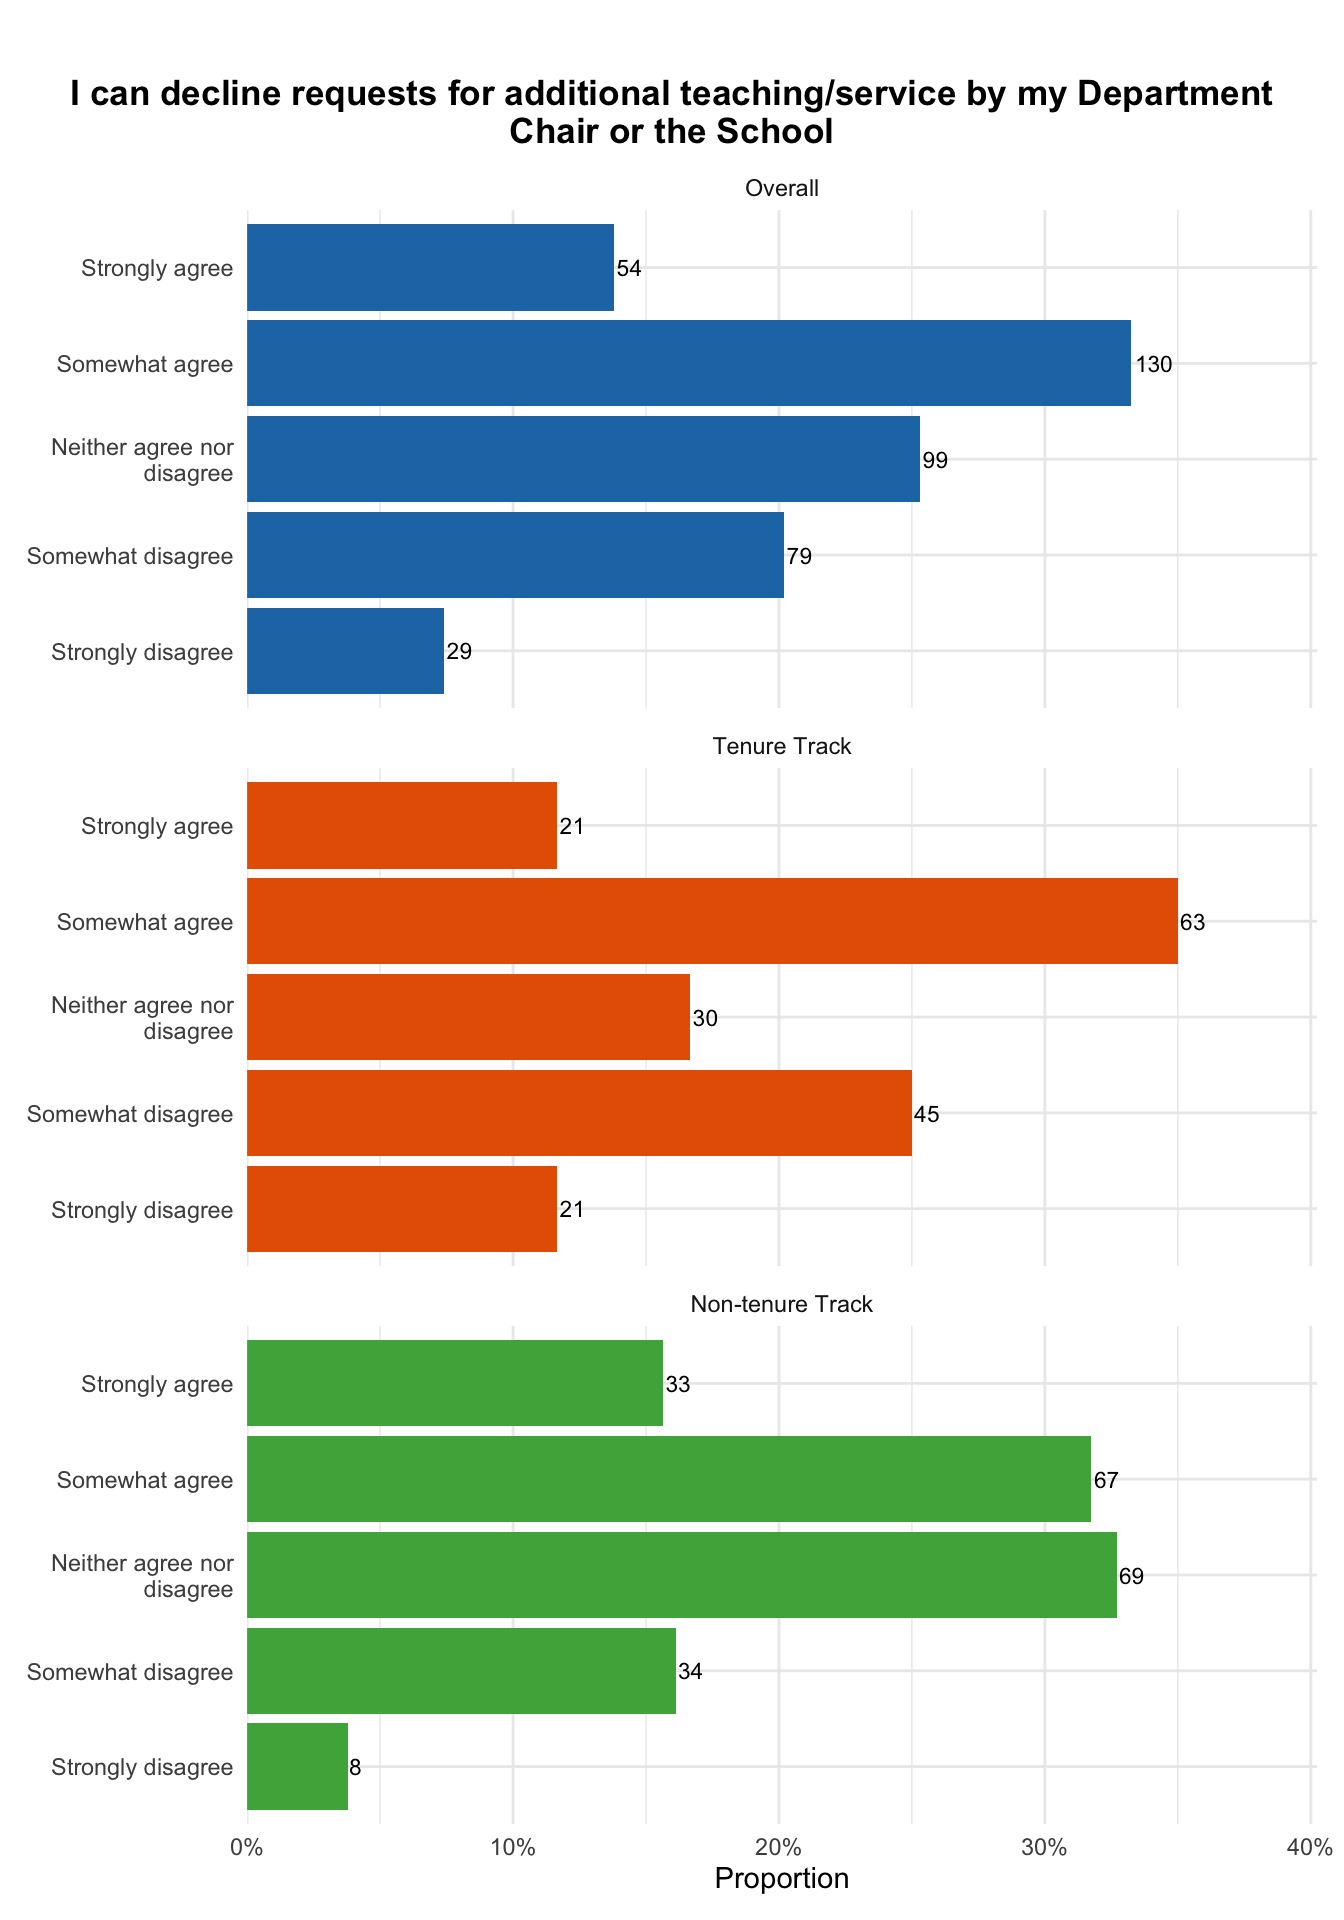 I can decline requests for additional teaching/service by my Department
Chair or the School
Overall
Strongly agree
54
Somewhat agree
130
Neither agree nor
disagree
99
Somewhat disagree
79
Strongly disagree
29
Tenure Track
Strongly agree
21
Somewhat agree
63
Neither agree nor
disagree
30
Somewhat disagree
45
Strongly disagree
21
Non-tenure Track
Strongly agree
33
Somewhat agree
67
Neither agree nor
disagree
69
Somewhat disagree
34
Strongly disagree
8
0% 10% 20% 30% 40%
Proportion